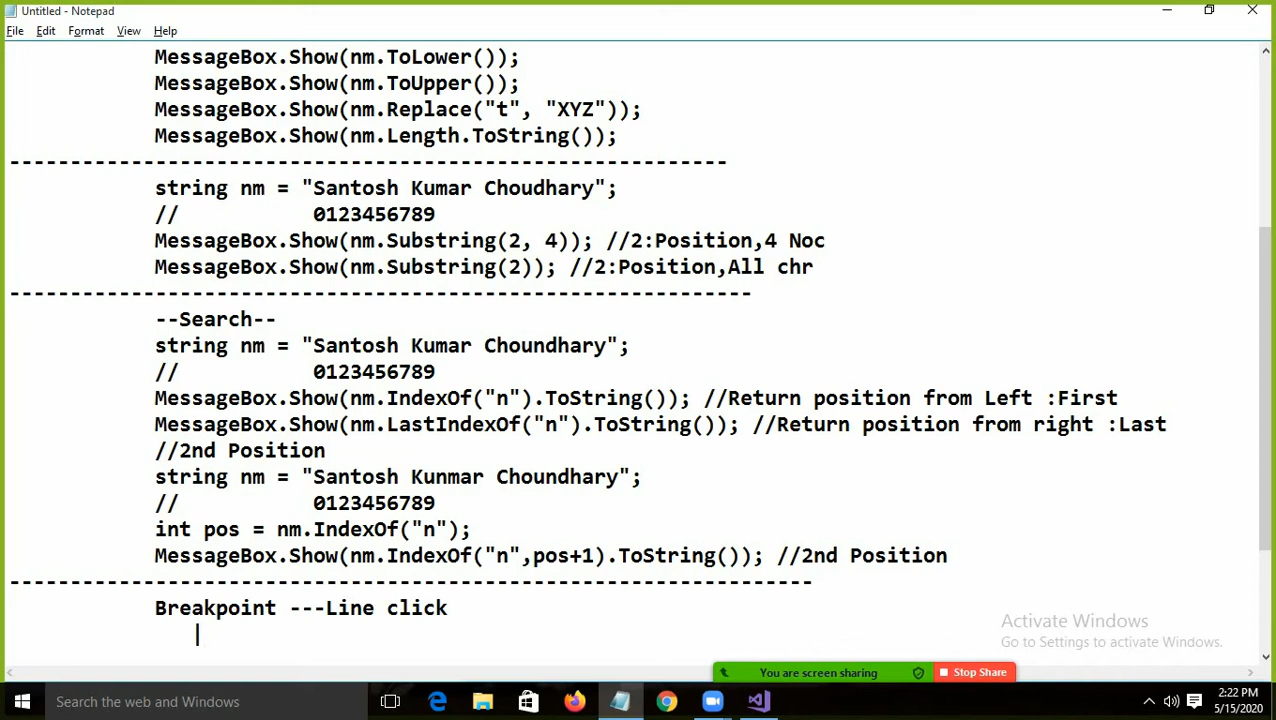 Untitled - Notepad
File Edit Format View Help
MessageBox.Show(nm.ToLower());
MessageBox.Show(nm.ToUpper());
MessageBox.Show(nm.Replace("t", "XYZ"));
MessageBox.Show(nm.Length.ToString());
-----------------------------------------------------------
string nm = "Santosh Kumar Choudhary";
// 0123456789
MessageBox.Show(nm.Substring(2, 4)); //2:Position,4 Noc
MessageBox.Show(nm.Substring(2)); //2:Position,All chr
-------------------------------------------------------------
--Search--
string nm = "Santosh Kumar Choundhary";
// 0123456789
MessageBox.Show(nm.IndexOf("n").ToString()); //Return position from Left :First
MessageBox.Show(nm.LastIndexOf("n").ToString()); //Return position from right :Last
//2nd Position
string nm = "Santosh Kunmar Choundhary";
// 0123456789
int pos = nm.IndexOf("n");
MessageBox.Show(nm.IndexOf("n",pos+1).ToString()); //2nd Position
------------------------------------------------------------------
Breakpoint ---Line click
Activate Windows
Go to Settings to activate Windows.
You are screen sharing Stop Share
Search the web and Windows
2:22 PM
5/15/2020